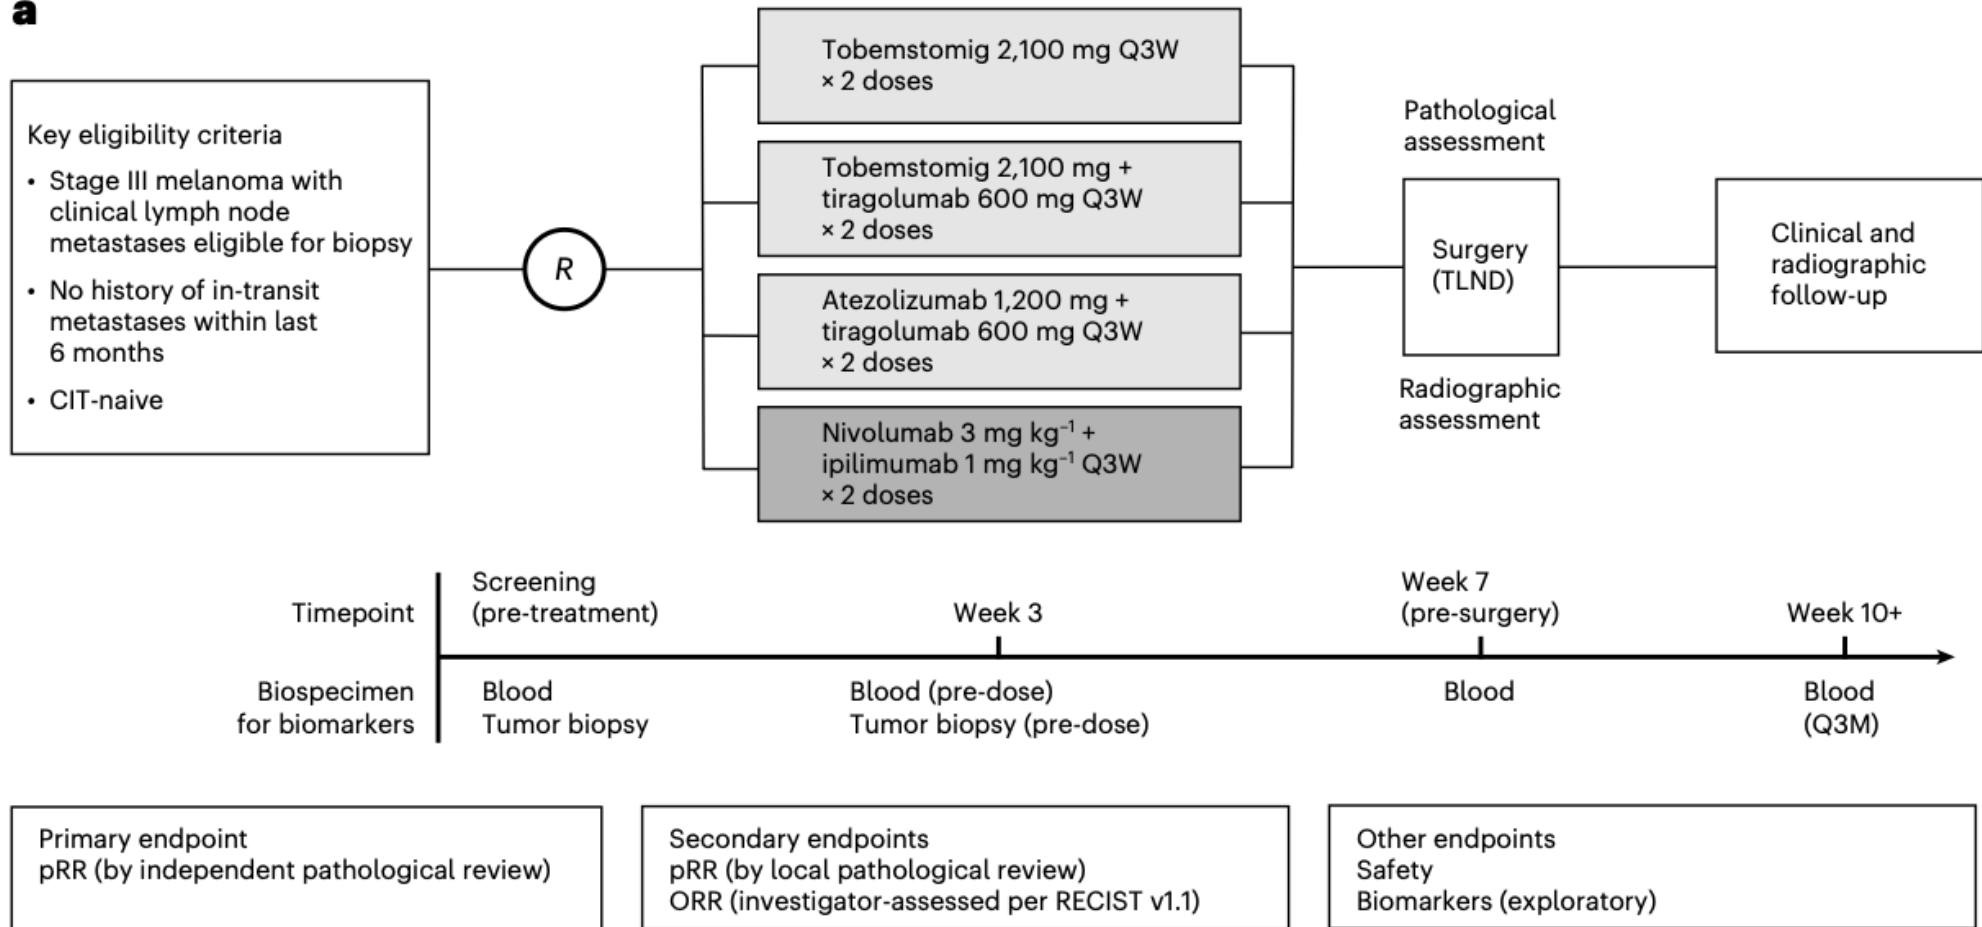 a
Key eligibility criteria
• Stage III melanoma with
clinical lymph node
metastases eligible for biopsy
• No history of in-transit
metastases within last
6 months
• CIT-naive
R
Tobemstomig 2,100 mg Q3W
× 2 doses
Tobemstomig 2,100 mg +
tiragolumab 600 mg Q3W
× 2 doses
Atezolizumab 1,200 mg +
tiragolumab 600 mg Q3W
× 2 doses
Nivolumab 3 mg kg⁻¹ +
ipilimumab 1 mg kg⁻¹ Q3W
× 2 doses
Pathological
assessment
Surgery
(TLND)
Radiographic
assessment
Clinical and
radiographic
follow-up
Timepoint
Screening
(pre-treatment)
Week 3
Week 7
(pre-surgery)
Week 10+
Biospecimen
for biomarkers
Blood
Tumor biopsy
Blood (pre-dose)
Tumor biopsy (pre-dose)
Blood
Blood
(Q3M)
Primary endpoint
pRR (by independent pathological review)
Secondary endpoints
pRR (by local pathological review)
ORR (investigator-assessed per RECIST v1.1)
Other endpoints
Safety
Biomarkers (exploratory)